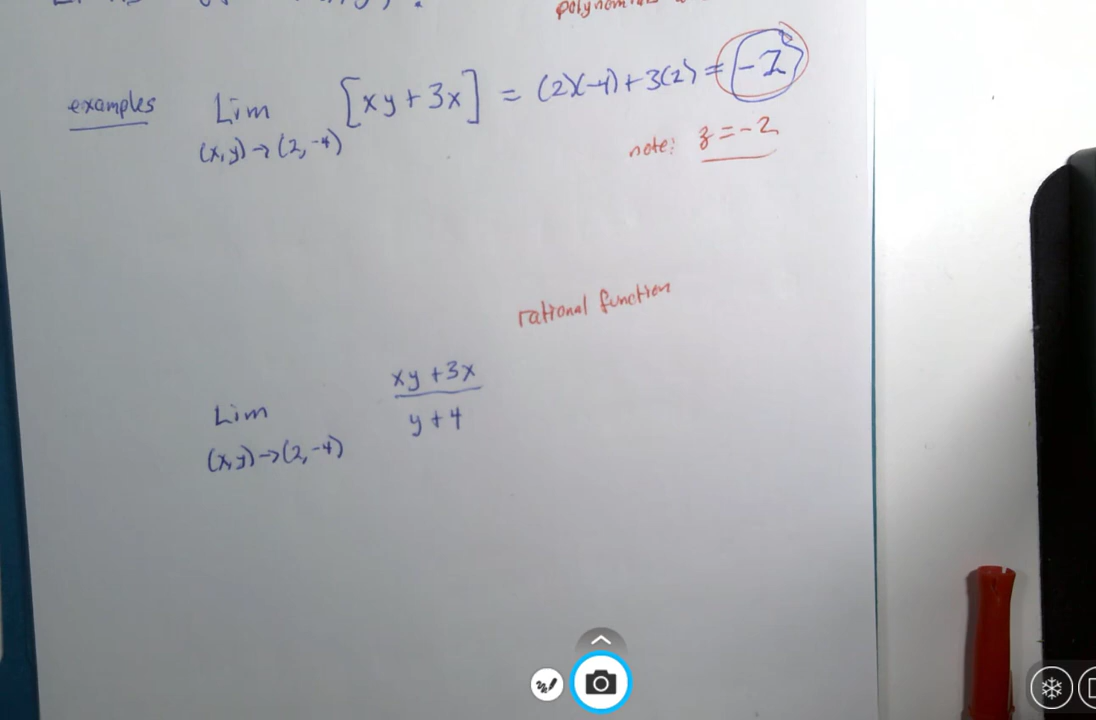 examples Lim [xy + 3x] = (2)(-4) + 3(2) = -2
(x,y) → (2,-4)
note: z = -2
rational function
Lim xy + 3x
y + 4
(x,y) → (2,-4)